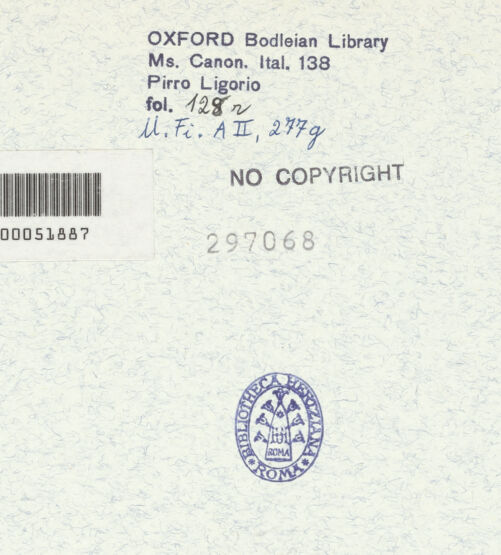 OXFORD Bodleian Library
Ms. Canon. Ital. 138
Pirro Ligorio
fol. 128 r
U. Fi. A II, 277g
NO COPYRIGHT
00051887
297068
BIBLIOTHECA HERTZIANA
ROMA
ROMA